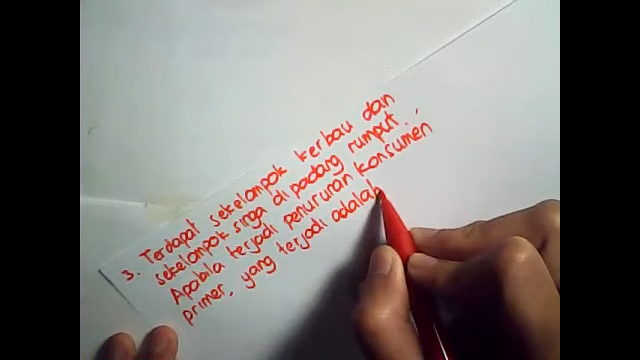 3. Terdapat sekelompok kerbau dan
sekelompok singa di padang rumput.
Apabila terjadi penurunan konsumen
primer, yang terjadi adalah